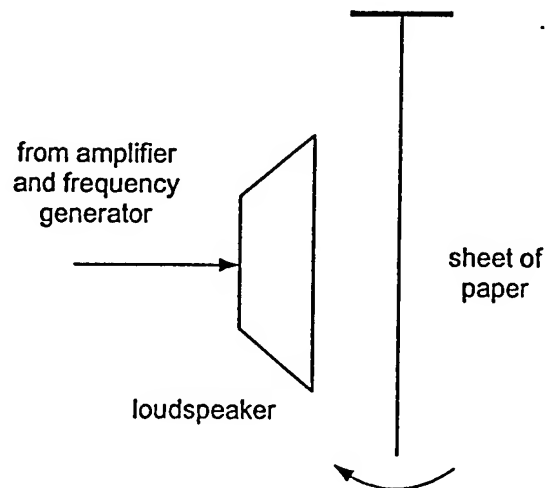 from amplifier
and frequency
generator
sheet of
paper
loudspeaker